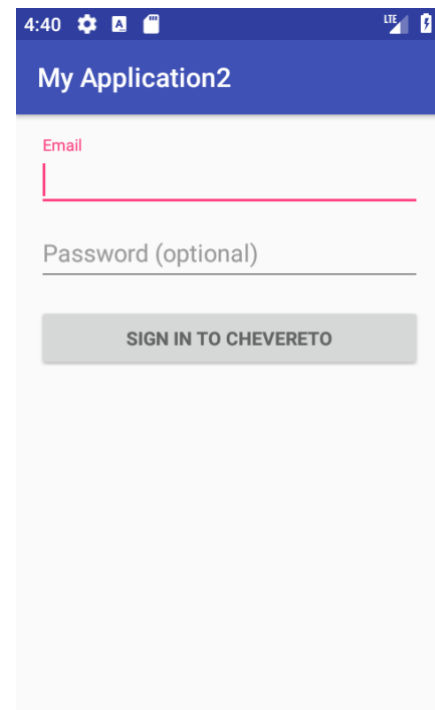 4:40 LTE
My Application2
Email
Password (optional)
SIGN IN TO CHEVERETO